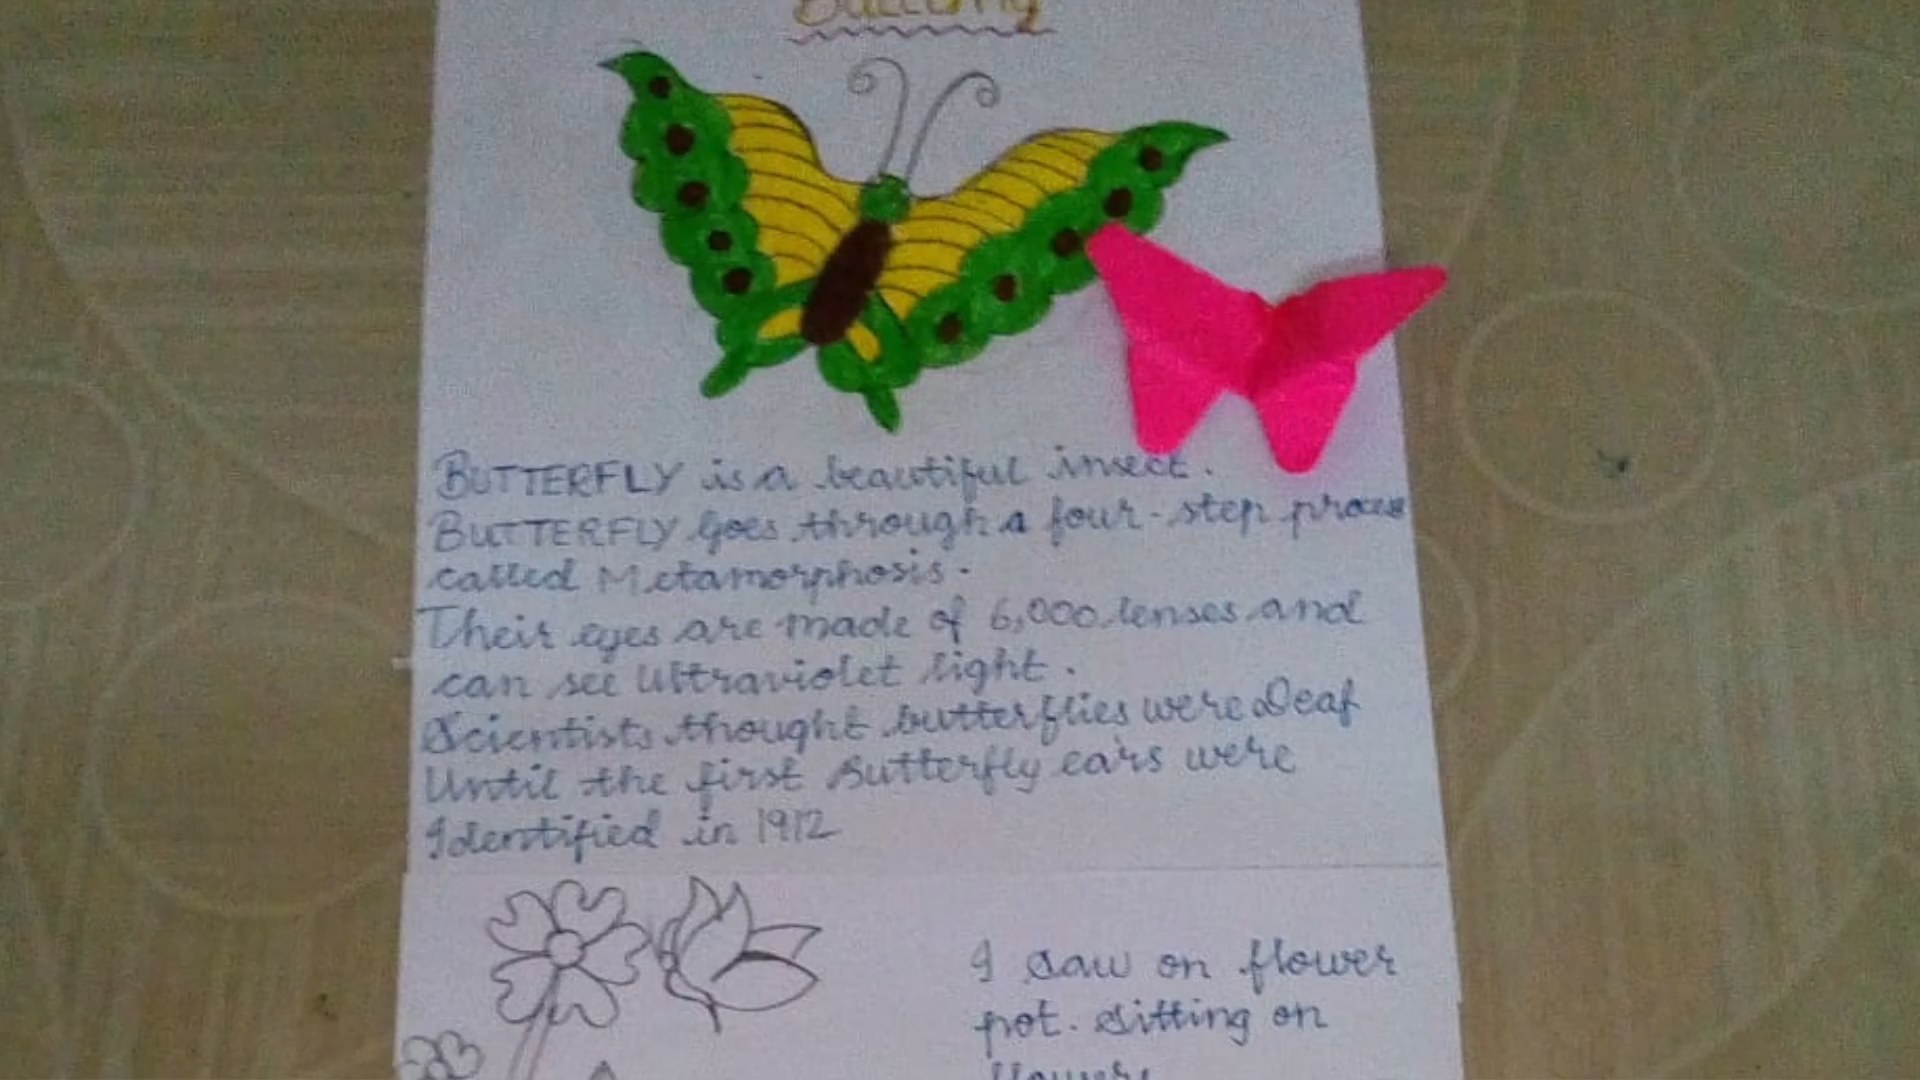 Butterfly
BUTTERFLY is a beautiful insect.
BUTTERFLY Goes through a four-step process
called Metamorphosis.
Their eyes are made of 6,000 lenses and
can see Ultraviolet light.
Scientists thought butterflies were Deaf
Until the first Butterfly ears were
Identified in 1912
I saw on flower
pot. Sitting on
flowers